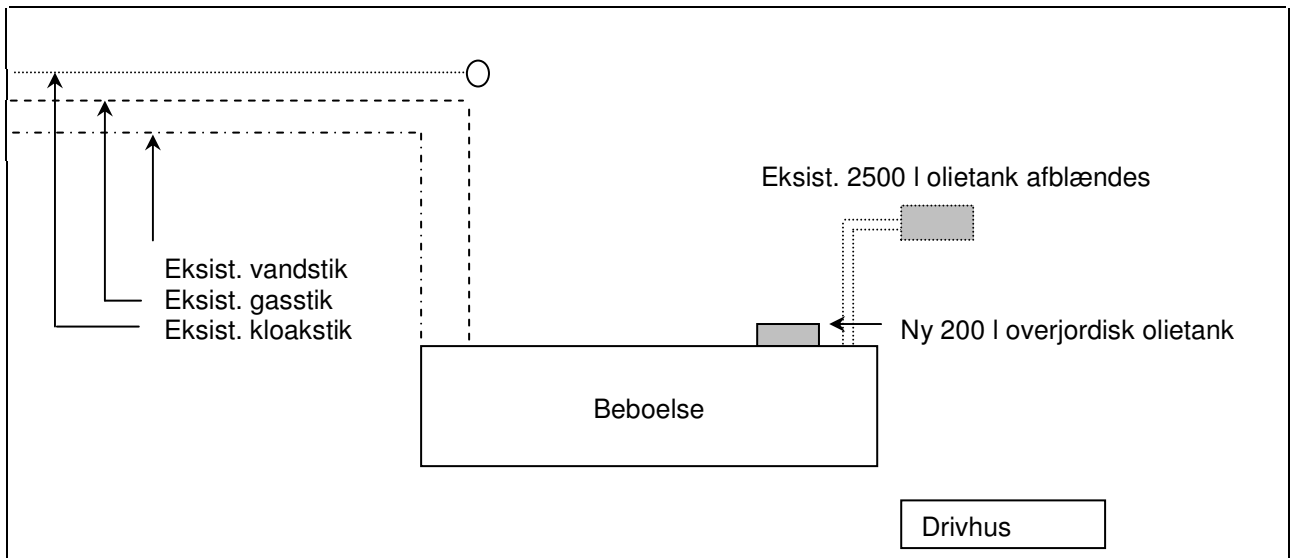 Eksist. 2500 l olietank afblændes
Eksist. vandstik
Eksist. gasstik
Eksist. kloakstik
Ny 200 l overjordisk olietank
Beboelse
Drivhus